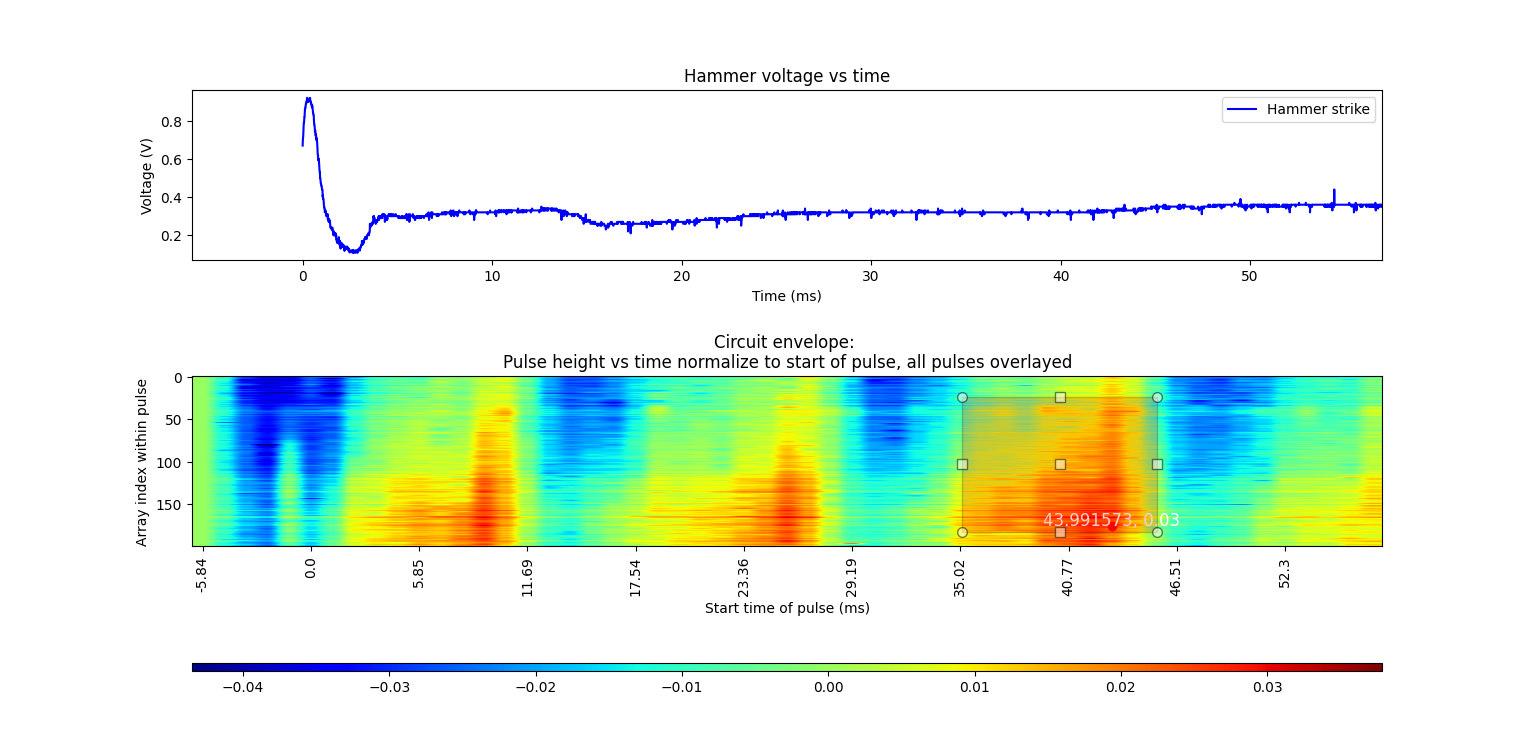 Hammer voltage vs time
Hammer strike
Voltage (V)
0.8
0.6
0.4
0.2
0 10 20 30 40 50
Time (ms)
Circuit envelope:
Pulse height vs time normalize to start of pulse, all pulses overlayed
Array index within pulse
0
50
100
150
43.991573, 0.03
-5.84 0.0 5.85 11.69 17.54 23.36 29.19 35.02 40.77 46.51 52.3
Start time of pulse (ms)
−0.04 −0.03 −0.02 −0.01 0.00 0.01 0.02 0.03